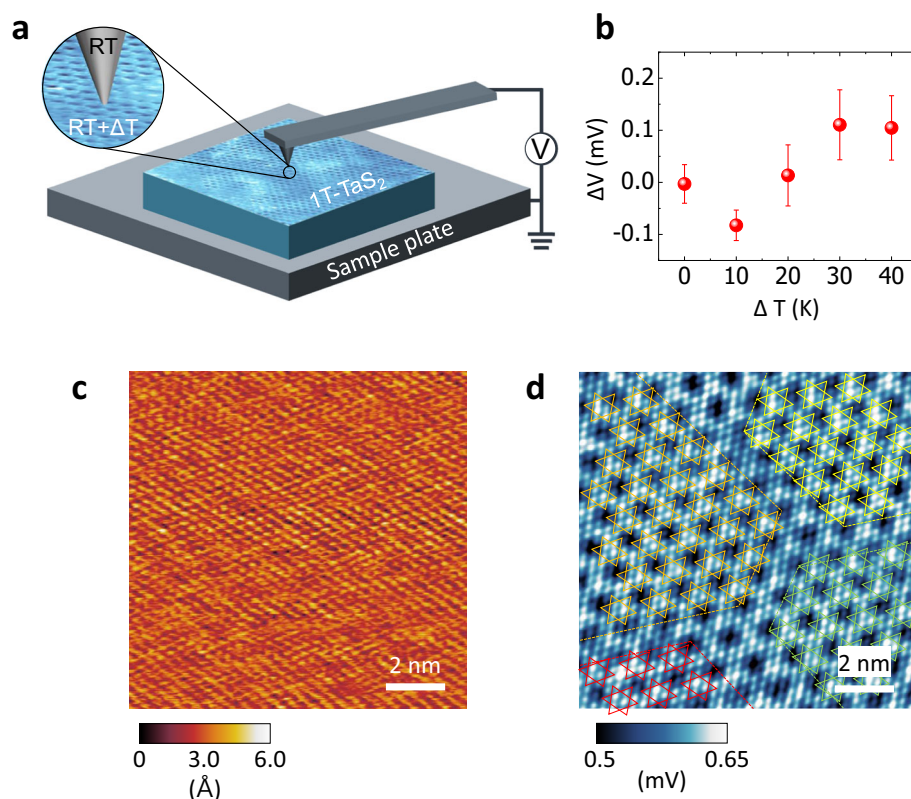 a
RT
RT+ΔT
V
1T-TaS₂
Sample plate
b
ΔV (mV)
0.2
0.1
0.0
-0.1
0
10
20
30
40
Δ T (K)
c
2 nm
0
3.0
6.0
(Å)
d
2 nm
0.5
0.65
(mV)